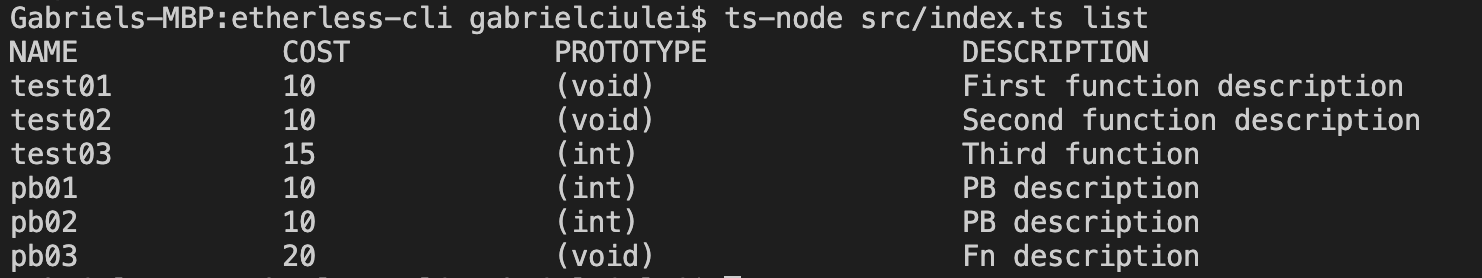 Gabriels-MBP:etherless-cli gabrielciulei$ ts-node src/index.ts list
NAME COST PROTOTYPE DESCRIPTION
test01 10 (void) First function description
test02 10 (void) Second function description
test03 15 (int) Third function
pb01 10 (int) PB description
pb02 10 (int) PB description
pb03 20 (void) Fn description